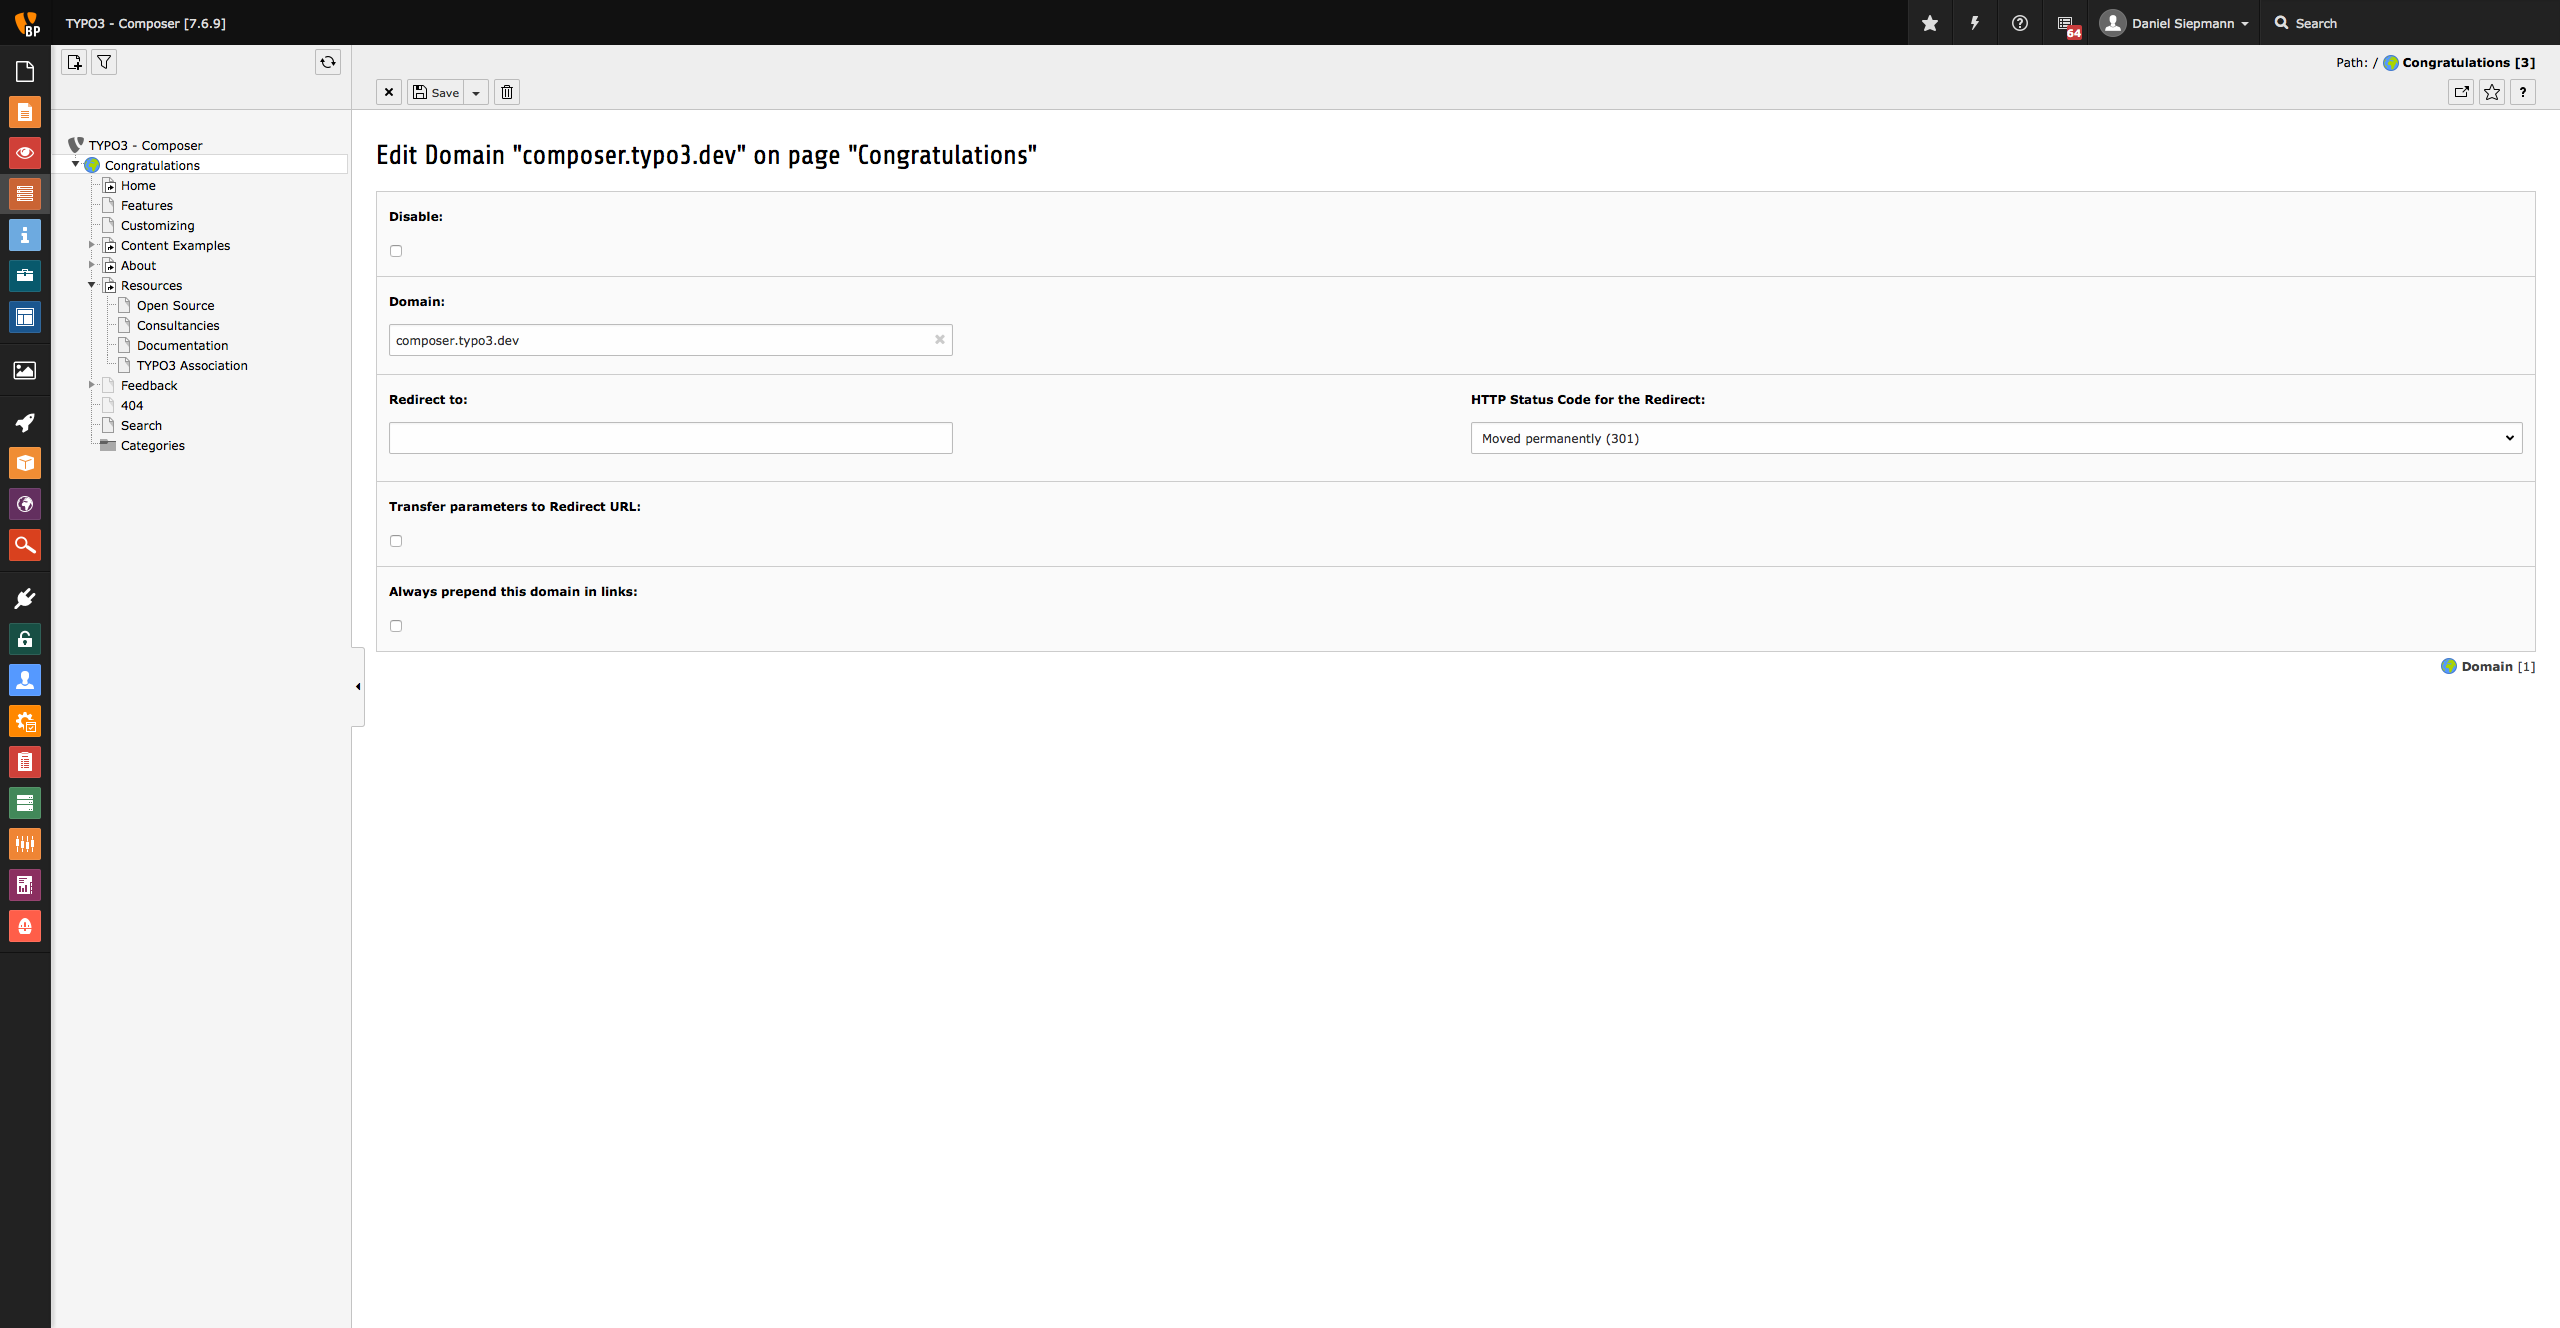 BP
TYPO3 - Composer [7.6.9]
64
Daniel Siepmann
Search
Path: / Congratulations [3]
Save
?
TYPO3 - Composer
Congratulations
Home
Features
Customizing
Content Examples
About
Resources
Open Source
Consultancies
Documentation
TYPO3 Association
Feedback
404
Search
Categories
Edit Domain "composer.typo3.dev" on page "Congratulations"
Disable:
Domain:
composer.typo3.dev
Redirect to:
HTTP Status Code for the Redirect:
Moved permanently (301)
Transfer parameters to Redirect URL:
Always prepend this domain in links:
Domain [1]